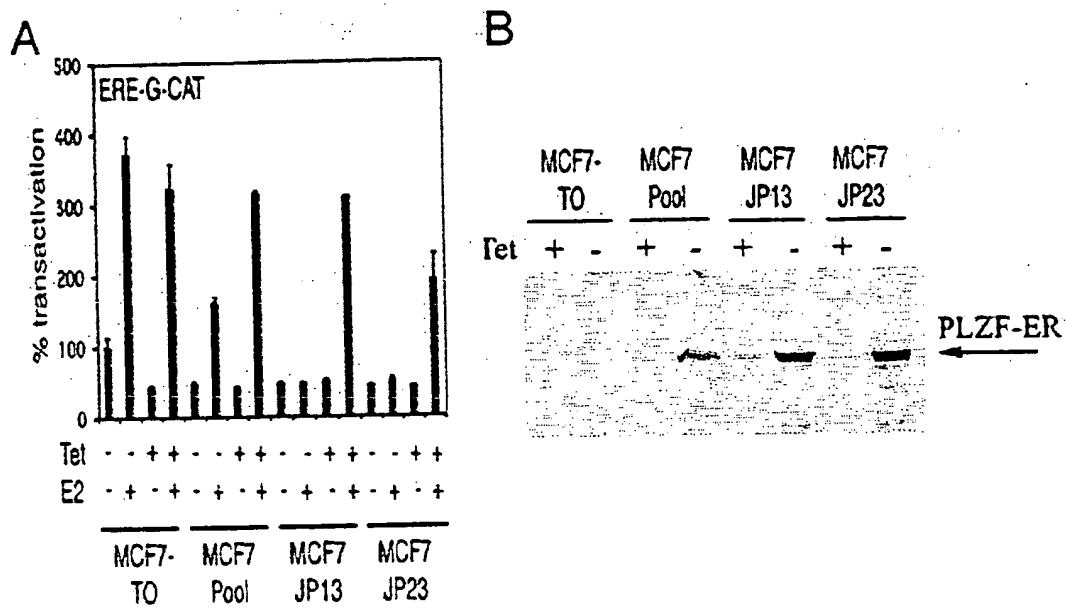 A
500
400
300
200
100
0
% transactivation
ERE-G-CAT
Tet - - + + - - + + - - + + - - + +
E2 - + - + - + - + - + - + - + - +
MCF7-
TO
MCF7
Pool
MCF7
JP13
MCF7
JP23
B
MCF7-
TO
MCF7
Pool
MCF7
JP13
MCF7
JP23
Tet + - + - + - + -
PLZF-ER